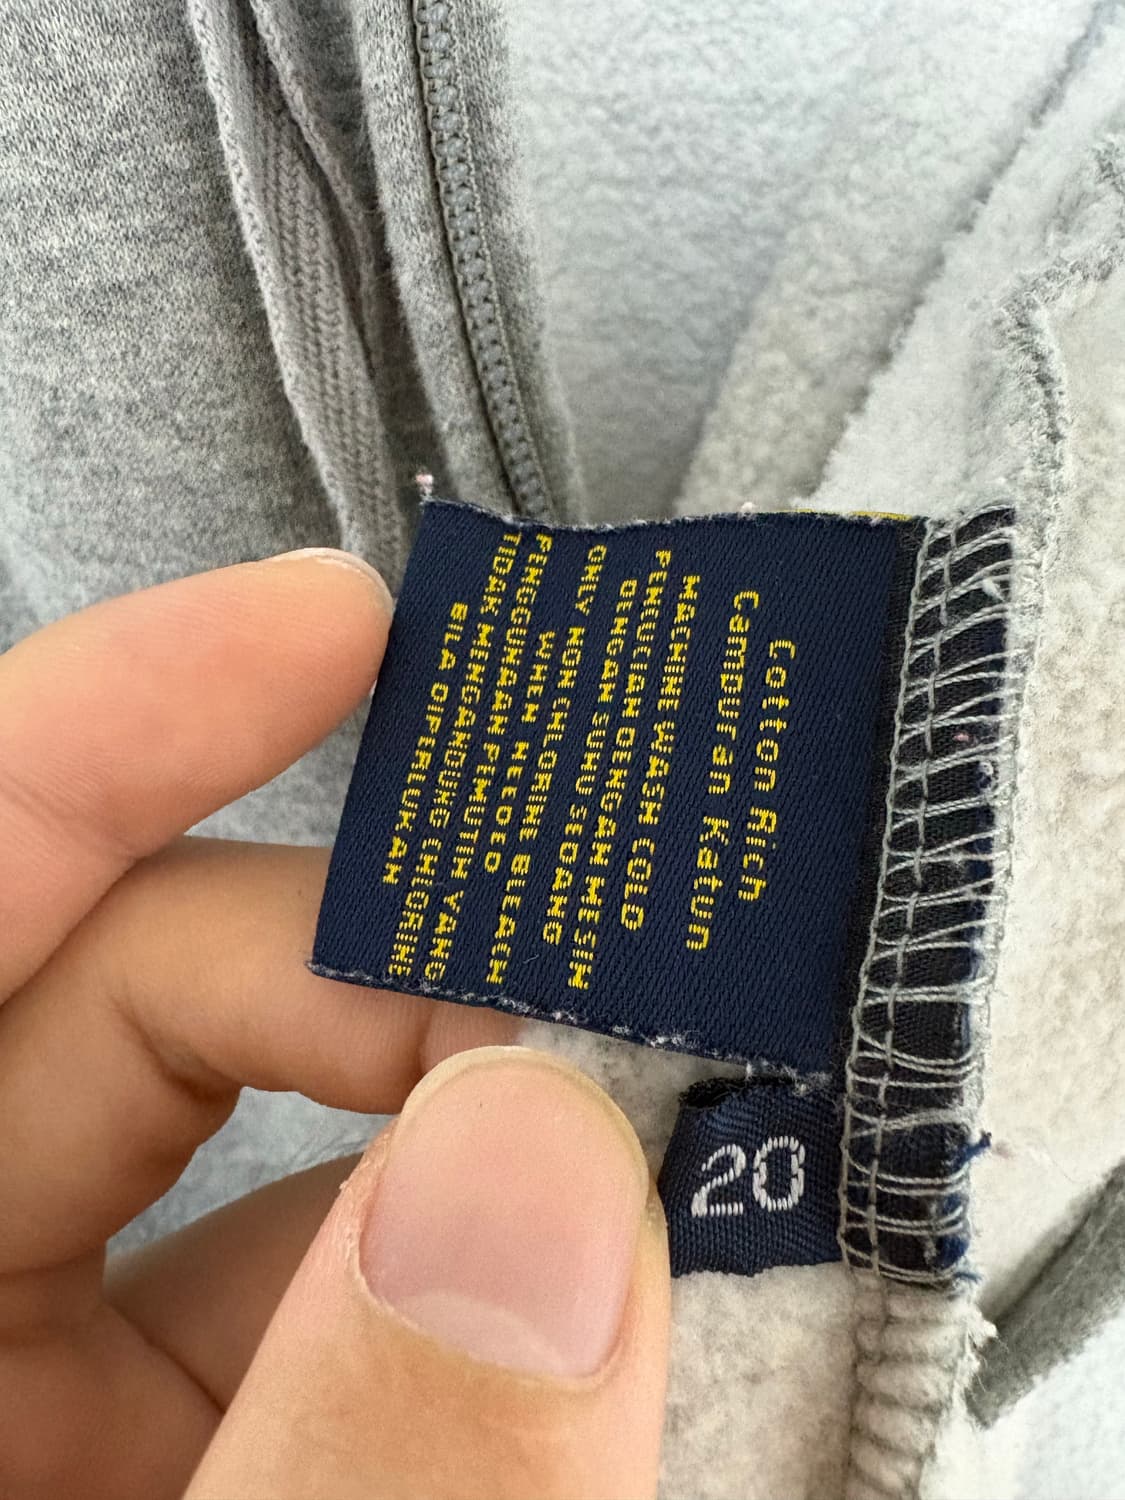 Cotton Rich
Campuran Katun
MACHINE WASH COLD
PENCUCIAN DENGAN MESIN
DENGAN SUHU SEDANG
ONLY NON CHLORINE BLEACH
WHEN NEEDED
PENGGUNAAN PEMUTIH YANG
TIDAK MENGANDUNG CHLORINE
BILA DIPERLUKAN
20